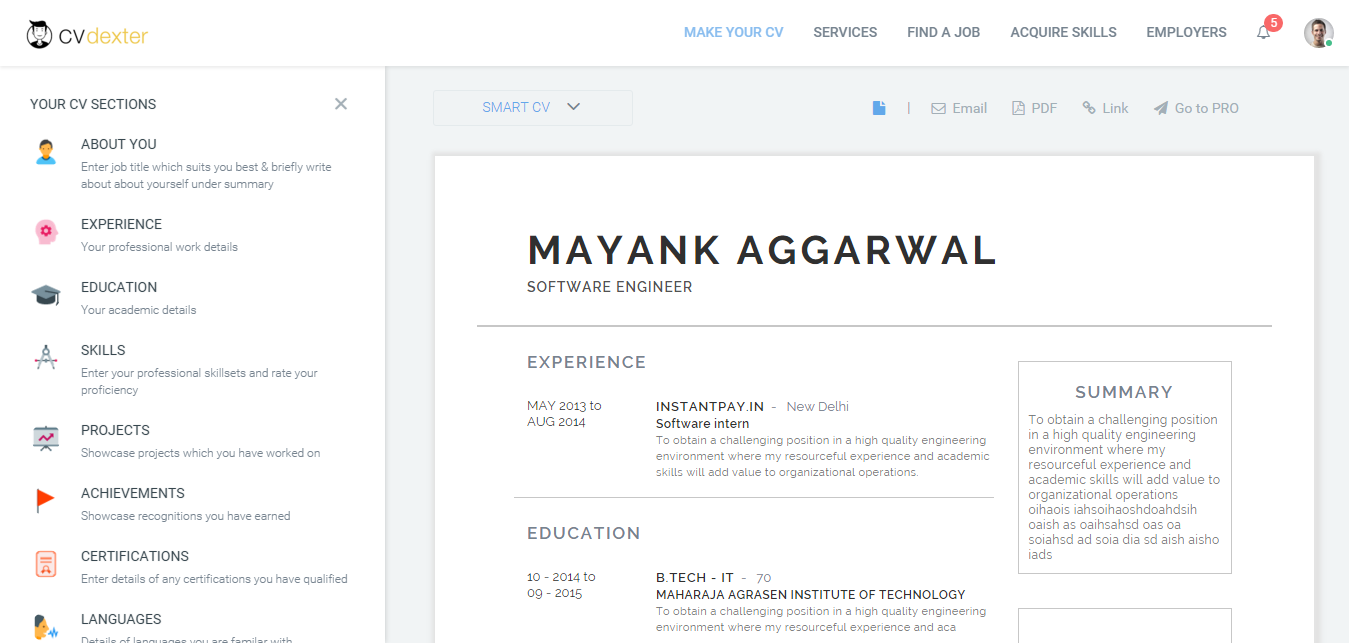 CVdexter
MAKE YOUR CV SERVICES FIND A JOB ACQUIRE SKILLS EMPLOYERS 5
YOUR CV SECTIONS
ABOUT YOU
Enter job title which suits you best & briefly write
about about yourself under summary
EXPERIENCE
Your professional work details
EDUCATION
Your academic details
SKILLS
Enter your professional skillsets and rate your
proficiency
PROJECTS
Showcase projects which you have worked on
ACHIEVEMENTS
Showcase recognitions you have earned
CERTIFICATIONS
Enter details of any certifications you have qualified
LANGUAGES
Details of languages you are familar with
SMART CV
| Email PDF Link Go to PRO
MAYANK AGGARWAL
SOFTWARE ENGINEER
EXPERIENCE
MAY 2013 to
AUG 2014
INSTANTPAY.IN - New Delhi
Software intern
To obtain a challenging position in a high quality engineering
environment where my resourceful experience and academic
skills will add value to organizational operations.
EDUCATION
10 - 2014 to
09 - 2015
B.TECH - IT - 70
MAHARAJA AGRASEN INSTITUTE OF TECHNOLOGY
To obtain a challenging position in a high quality engineering
environment where my resourceful experience and aca
SUMMARY
To obtain a challenging position
in a high quality engineering
environment where my
resourceful experience and
academic skills will add value to
organizational operations
oihaois iahsoihaoshdoahdsih
oaish as oaihsahsd oas oa
soiahsd ad soia dia sd aish aisho
iads